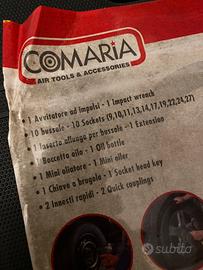 COMARIA
AIR TOOLS & ACCESSORIES
• 1 Avvitatore ad impulsi - 1 Impact wrench
• 10 bussole - 10 Sockets (9,10,11,13,14,17,19,22,24,27)
• 1 Inserto allunga per bussole - 1 Extension
• 1 Boccetta olio - 1 Oil bottle
• 1 Mini oliatore - 1 Mini oiler
• 1 Chiave a brugola - 1 Socket head key
• 2 Innesti rapidi - 2 Quick couplings
subito